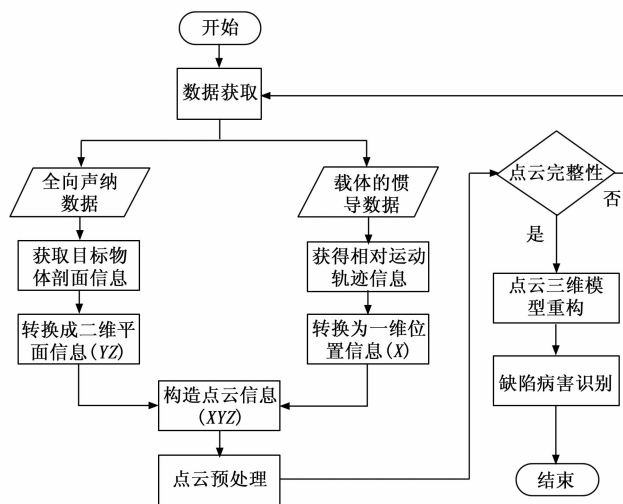 开始
数据获取
全向声纳
数据
载体的惯
导数据
获取目标物
体剖面信息
获得相对运动
轨迹信息
转换成二维平
面信息(YZ)
转换为一维位
置信息(X)
构造点云信息
(XYZ)
点云预处理
点云完整性
否
是
点云三维模
型重构
缺陷病害识别
结束